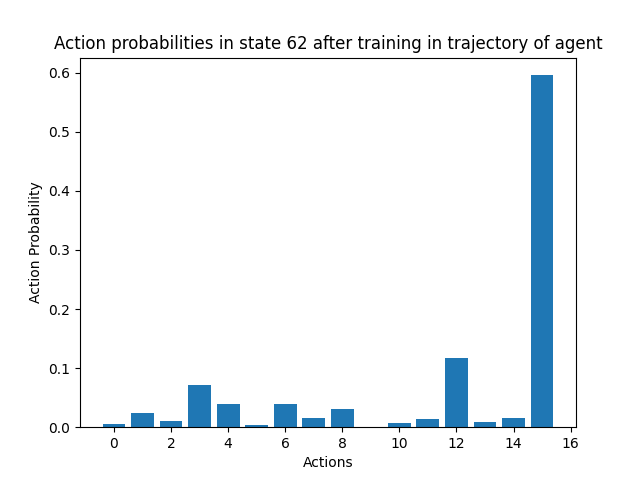 Action probabilities in state 62 after training in trajectory of agent
0.6
0.5
0.4
0.3
0.2
0.1
0.0
Action Probability
0 2 4 6 8 10 12 14 16
Actions